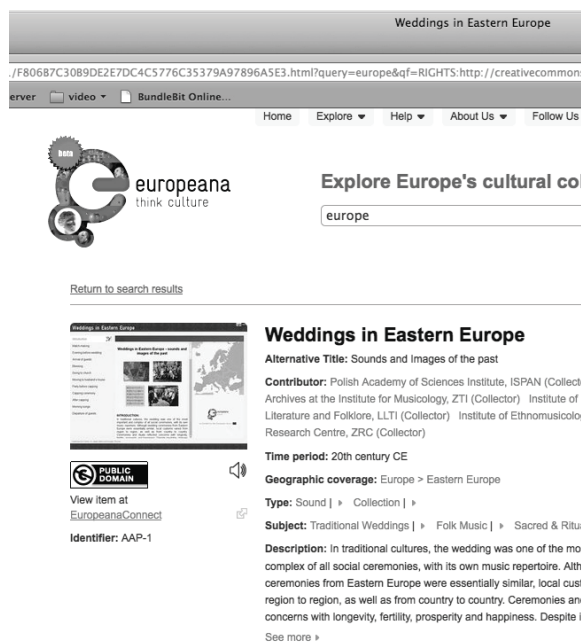 Weddings in Eastern Europe
/F806B7C30B9DE2E7DC4C5776C35379A97896A5E3.html?query=europe&qf=RIGHTS:http://creativecommons
erver video BundleBit Online...
Home Explore Help About Us Follow Us
Beta
europeana
think culture
Explore Europe's cultural col
europe
Return to search results
Weddings in Eastern Europe
Weddings in Eastern Europe - sounds and
images of the past
INTRODUCTION
Weddings in Eastern Europe
Alternative Title: Sounds and Images of the past
Contributor: Polish Academy of Sciences Institute, ISPAN (Collect
Archives at the Institute for Musicology, ZTI (Collector) Institute of
Literature and Folklore, LLTI (Collector) Institute of Ethnomusicolo
Research Centre, ZRC (Collector)
Time period: 20th century CE
Geographic coverage: Europe > Eastern Europe
Type: Sound | Collection |
Subject: Traditional Weddings | Folk Music | Sacred & Ritua
Description: In traditional cultures, the wedding was one of the mo
complex of all social ceremonies, with its own music repertoire. Alth
ceremonies from Eastern Europe were essentially similar, local cust
region to region, as well as from country to country. Ceremonies and
concerns with longevity, fertility, prosperity and happiness. Despite i
See more
PUBLIC
DOMAIN
View item at
EuropeanaConnect
Identifier: AAP-1